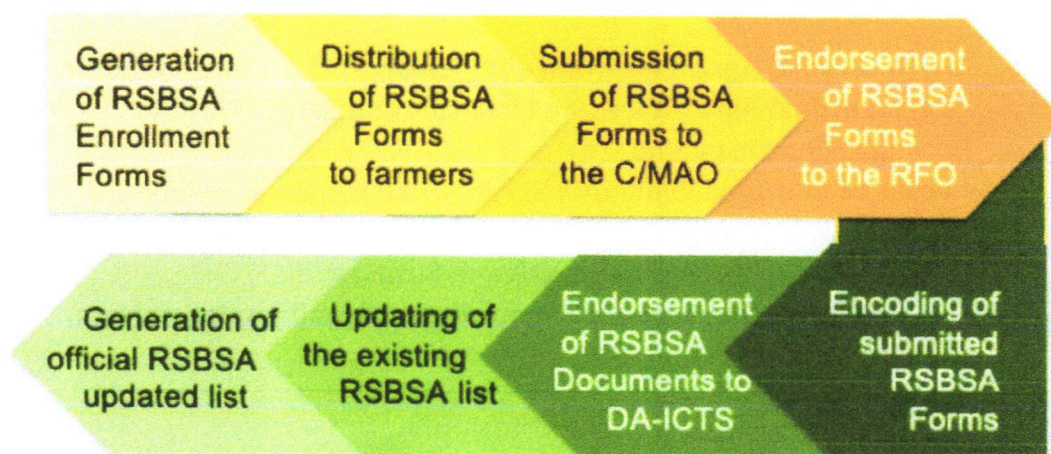 Generation
of RSBSA
Enrollment
Forms
Distribution
of RSBSA
Forms
to farmers
Submission
of RSBSA
Forms to
the C/MAO
Endorsement
of RSBSA
Forms
to the RFO
Encoding of
submitted
RSBSA
Forms
Endorsement
of RSBSA
Documents to
DA-ICTS
Updating of
the existing
RSBSA list
Generation of
official RSBSA
updated list